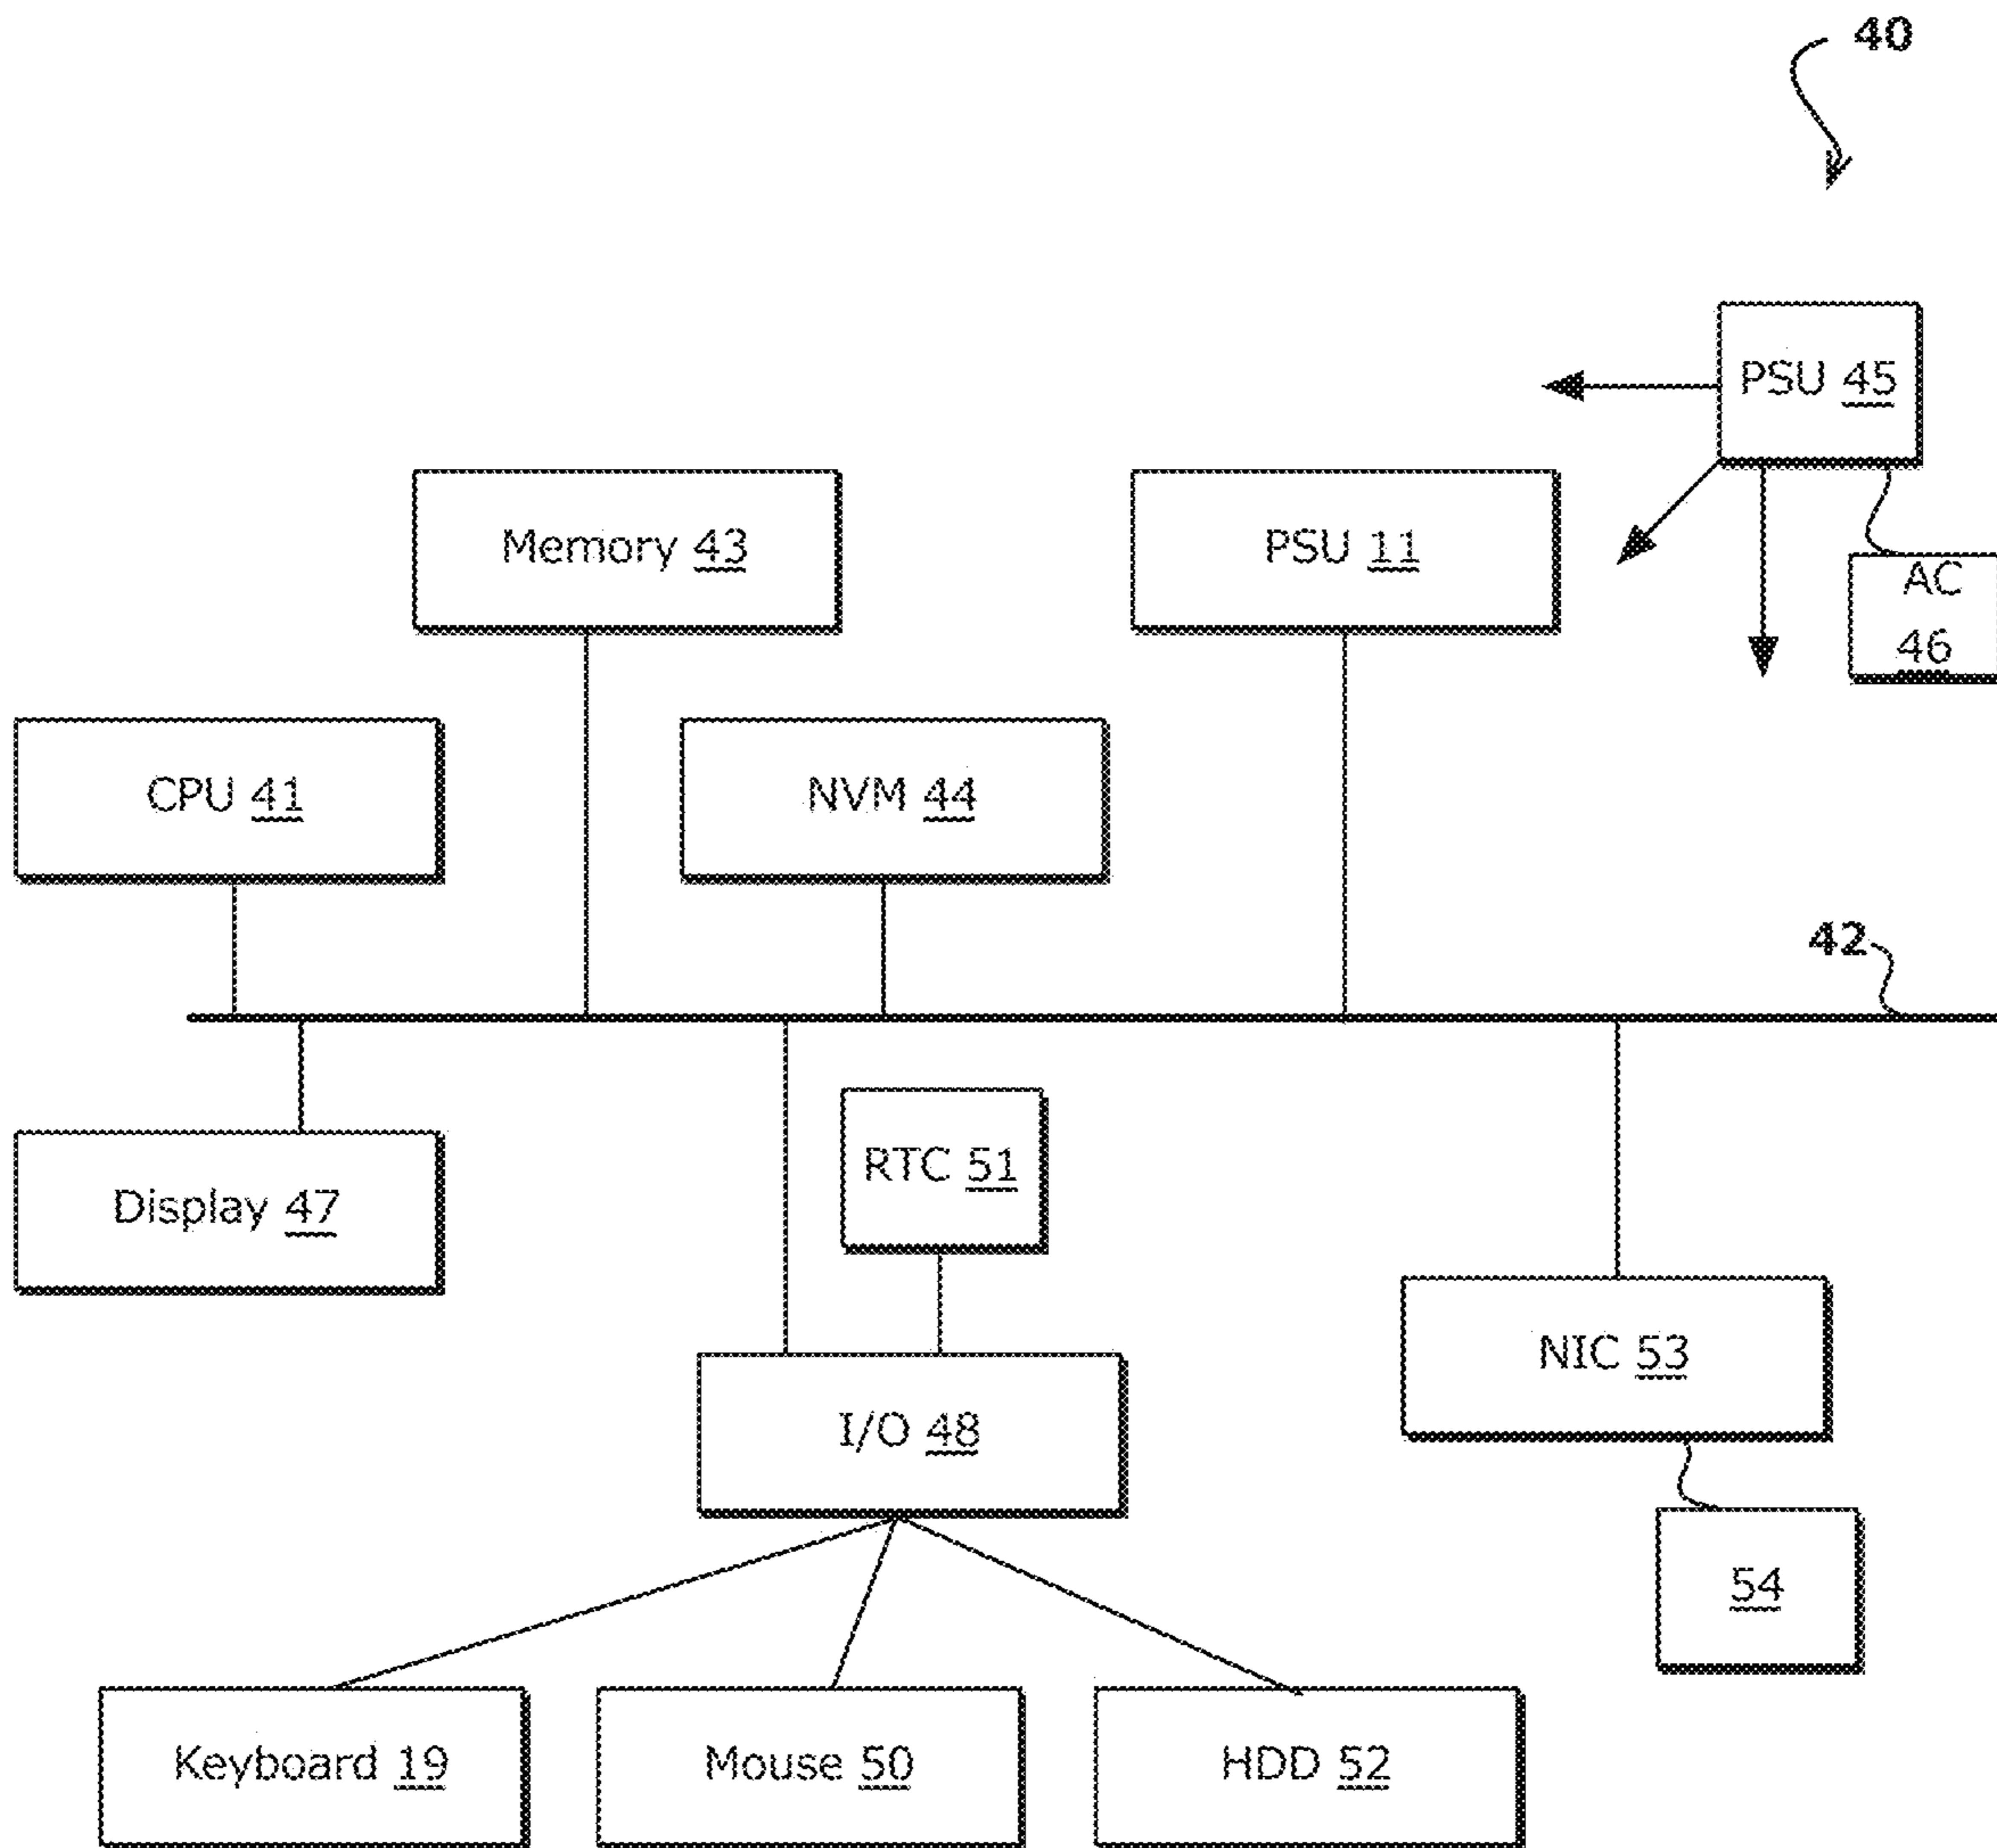 40
PSU 45
Memory 43
PSU 11
AC
46
CPU 41
NVM 44
42
RTC 51
Display 47
NIC 53
I/O 48
54
Keyboard 19
Mouse 50
HDD 52